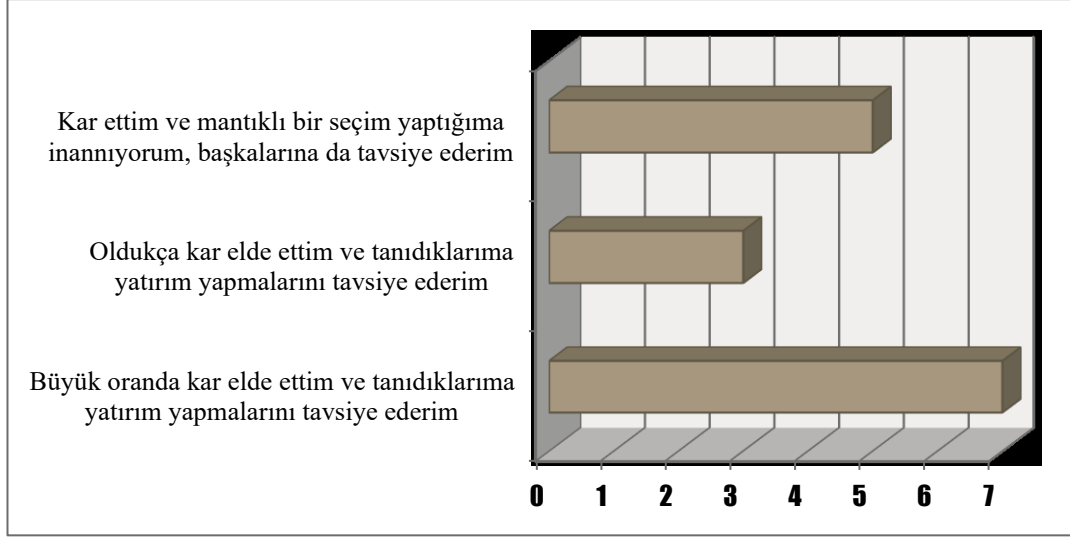 Kar ettim ve mantıklı bir seçim yaptığıma
inannıyorum, başkalarına da tavsiye ederim
Oldukça kar elde ettim ve tanıdıklarıma
yatırım yapmalarını tavsiye ederim
Büyük oranda kar elde ettim ve tanıdıklarıma
yatırım yapmalarını tavsiye ederim
0 1 2 3 4 5 6 7